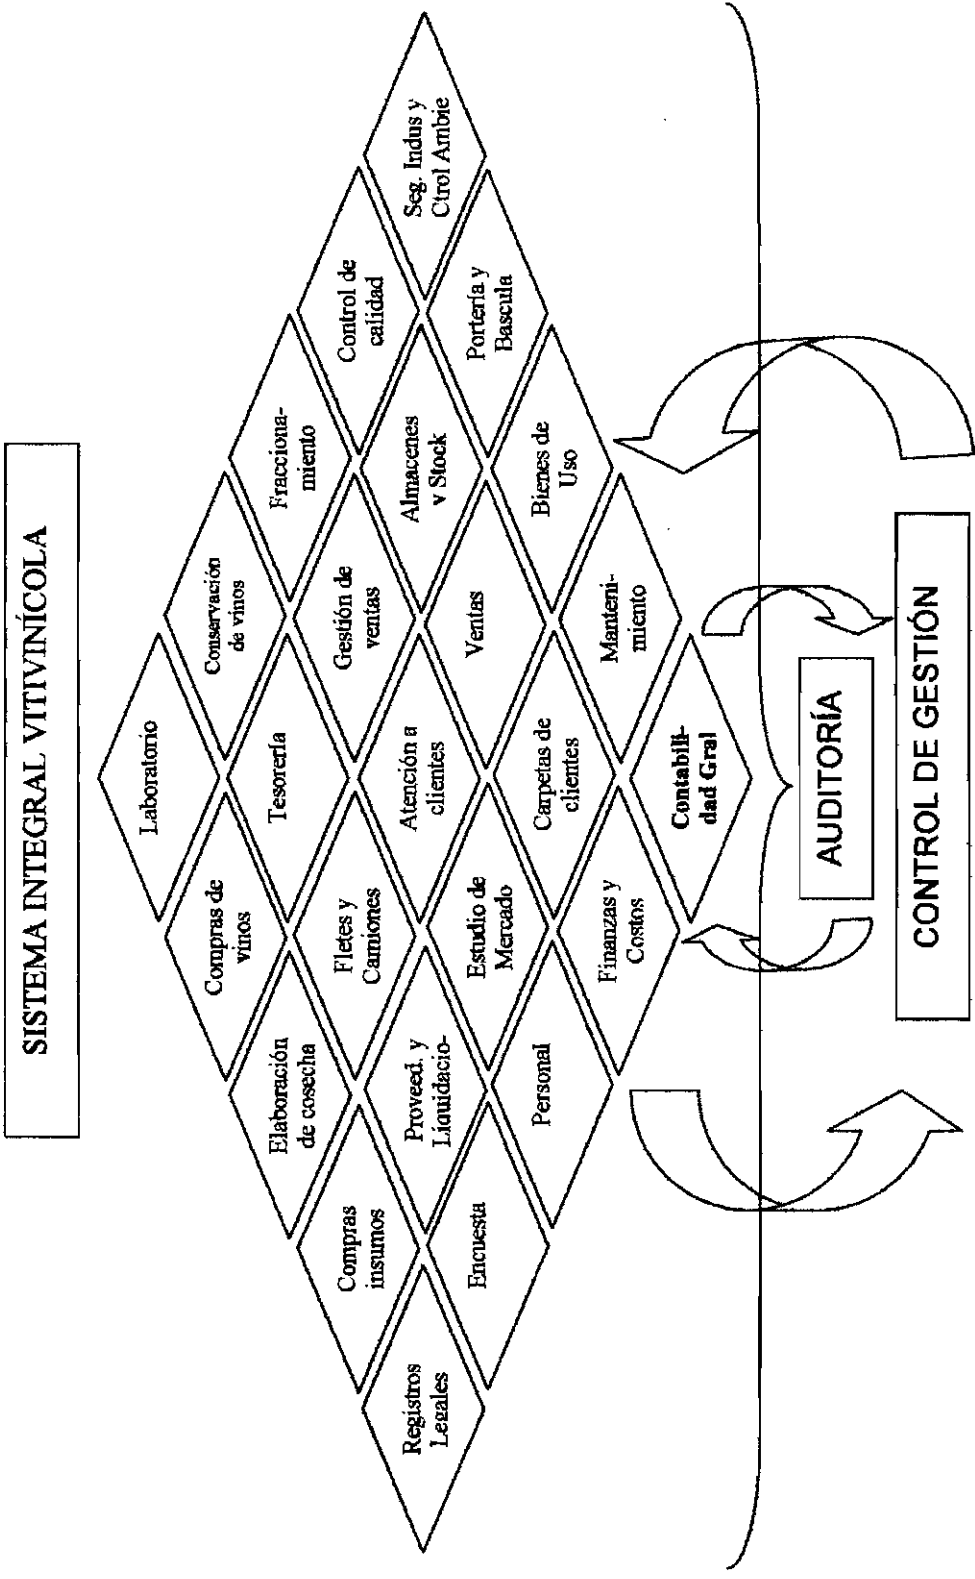 SISTEMA INTEGRAL VITIVINÍCOLA
Laboratorio
Compras de
vinos
Conservación
de vinos
Elaboración
de cosecha
Tesorería
Fracciona-
miento
Compras
insumos
Fletes y
Camiones
Gestión de
ventas
Control de
calidad
Registros
Legales
Proveed. y
Liquidacio-
Atención a
clientes
Almacenes
y Stock
Seg. Indus y
Ctrol Ambie
Encuesta
Estudio de
Mercado
Ventas
Portería y
Bascula
Personal
Carpetas de
clientes
Bienes de
Uso
Finanzas y
Costos
Manteni-
miento
Contabili-
dad Gral
AUDITORÍA
CONTROL DE GESTIÓN